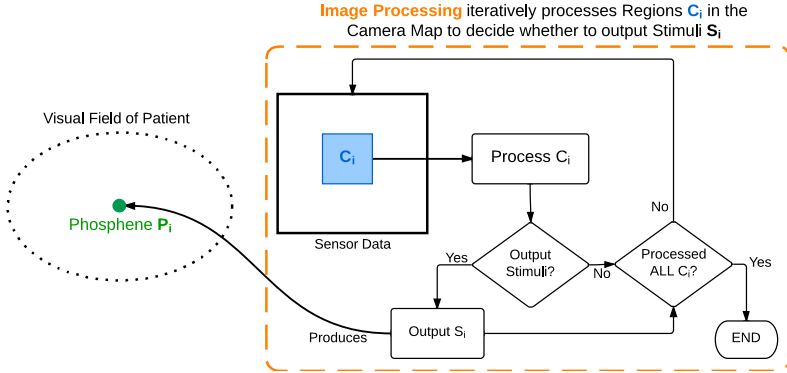 Image Processing iteratively processes Regions Ci in the
Camera Map to decide whether to output Stimuli Si
Visual Field of Patient
Ci
Process Ci
Phosphene Pi
Sensor Data
No
Yes
Output
Stimuli?
No
Processed
ALL Ci?
Yes
Produces
Output Si
END